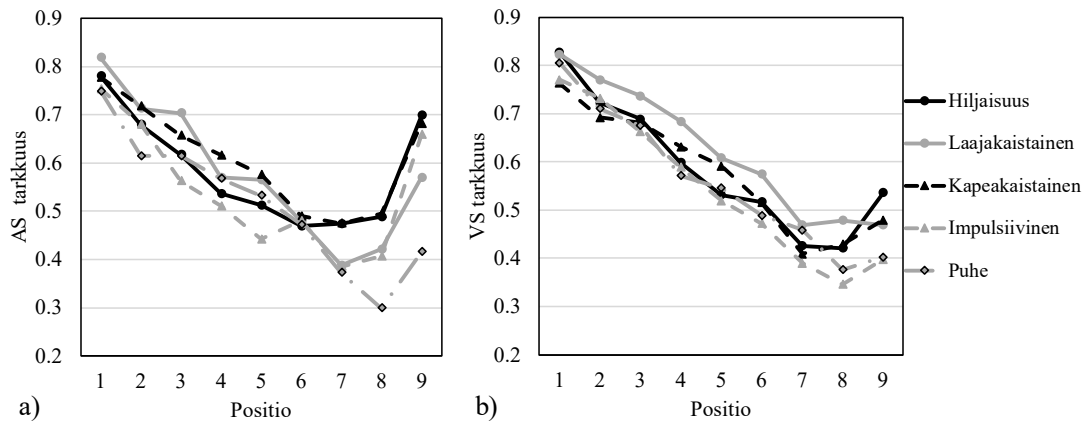 0.9
0.8
0.7
0.6
0.5
0.4
0.3
0.2
AS tarkkuus
1 2 3 4 5 6 7 8 9
Positio
a)
0.9
0.8
0.7
0.6
0.5
0.4
0.3
0.2
VS tarkkuus
1 2 3 4 5 6 7 8 9
Positio
b)
Hiljaisuus
Laajakaistainen
Kapeakaistainen
Impulsiivinen
Puhe